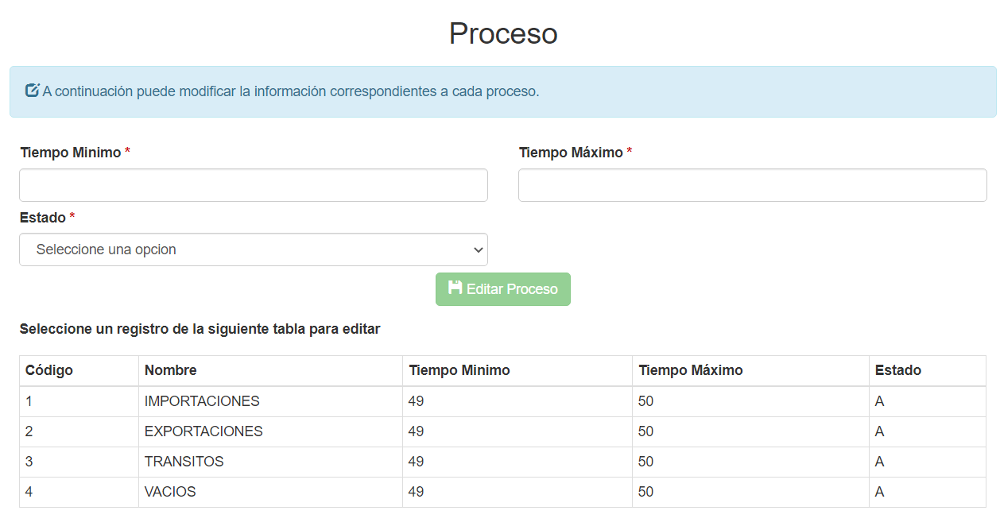 Proceso
A continuación puede modificar la información correspondientes a cada proceso.
Tiempo Minimo * Tiempo Máximo *
Estado *
Seleccione una opcion
Editar Proceso
Seleccione un registro de la siguiente tabla para editar
Código Nombre Tiempo Minimo Tiempo Máximo Estado
1 IMPORTACIONES 49 50 A
2 EXPORTACIONES 49 50 A
3 TRANSITOS 49 50 A
4 VACIOS 49 50 A